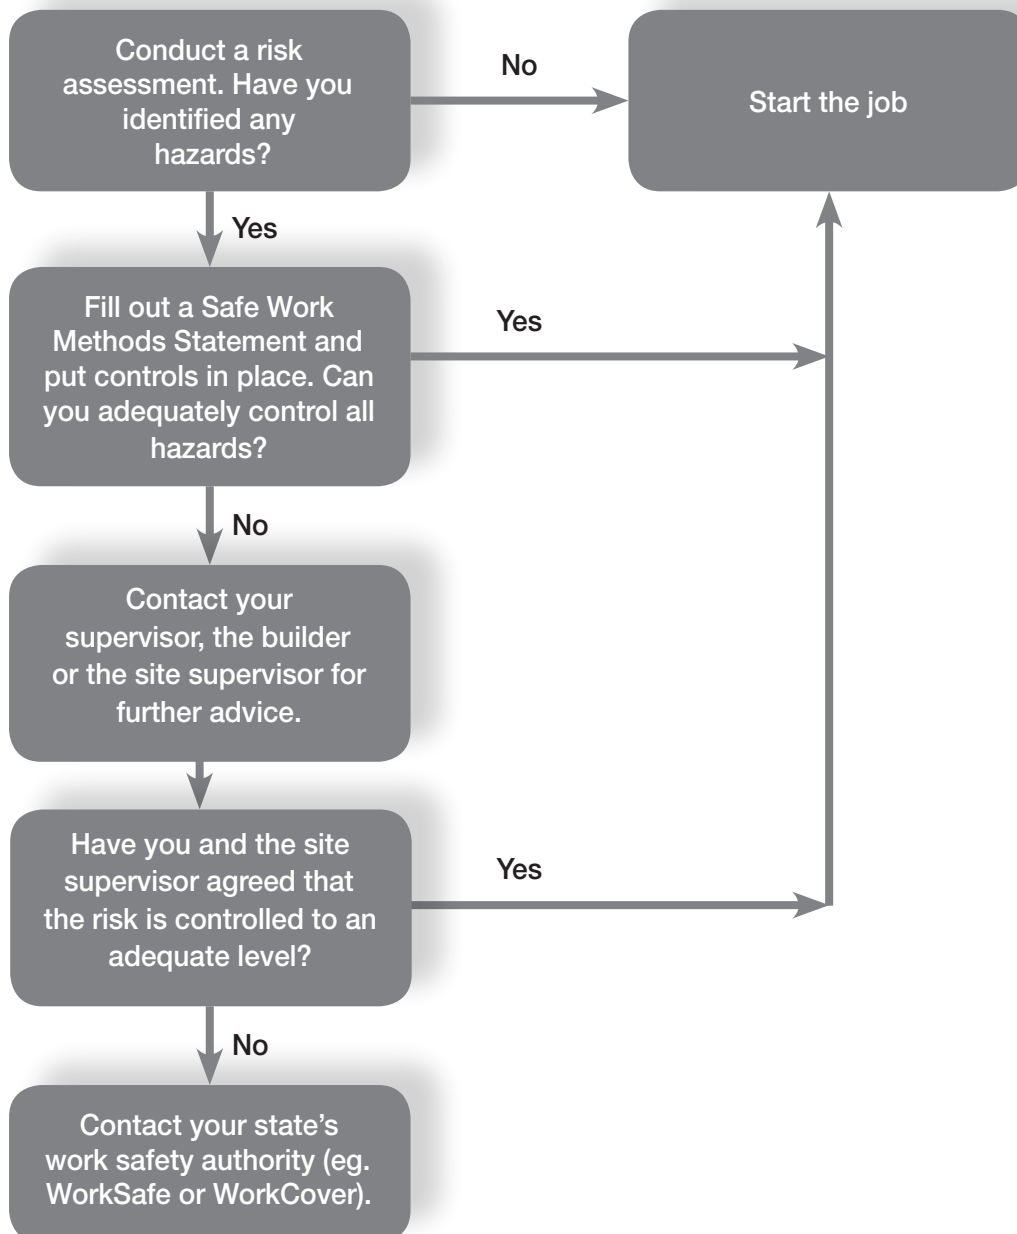 Conduct a risk
assessment. Have you
identified any
hazards?
No
Start the job
Yes
Fill out a Safe Work
Methods Statement and
put controls in place. Can
you adequately control all
hazards?
Yes
No
Contact your
supervisor, the builder
or the site supervisor for
further advice.
Have you and the site
supervisor agreed that
the risk is controlled to an
adequate level?
Yes
No
Contact your state’s
work safety authority (eg.
WorkSafe or WorkCover).